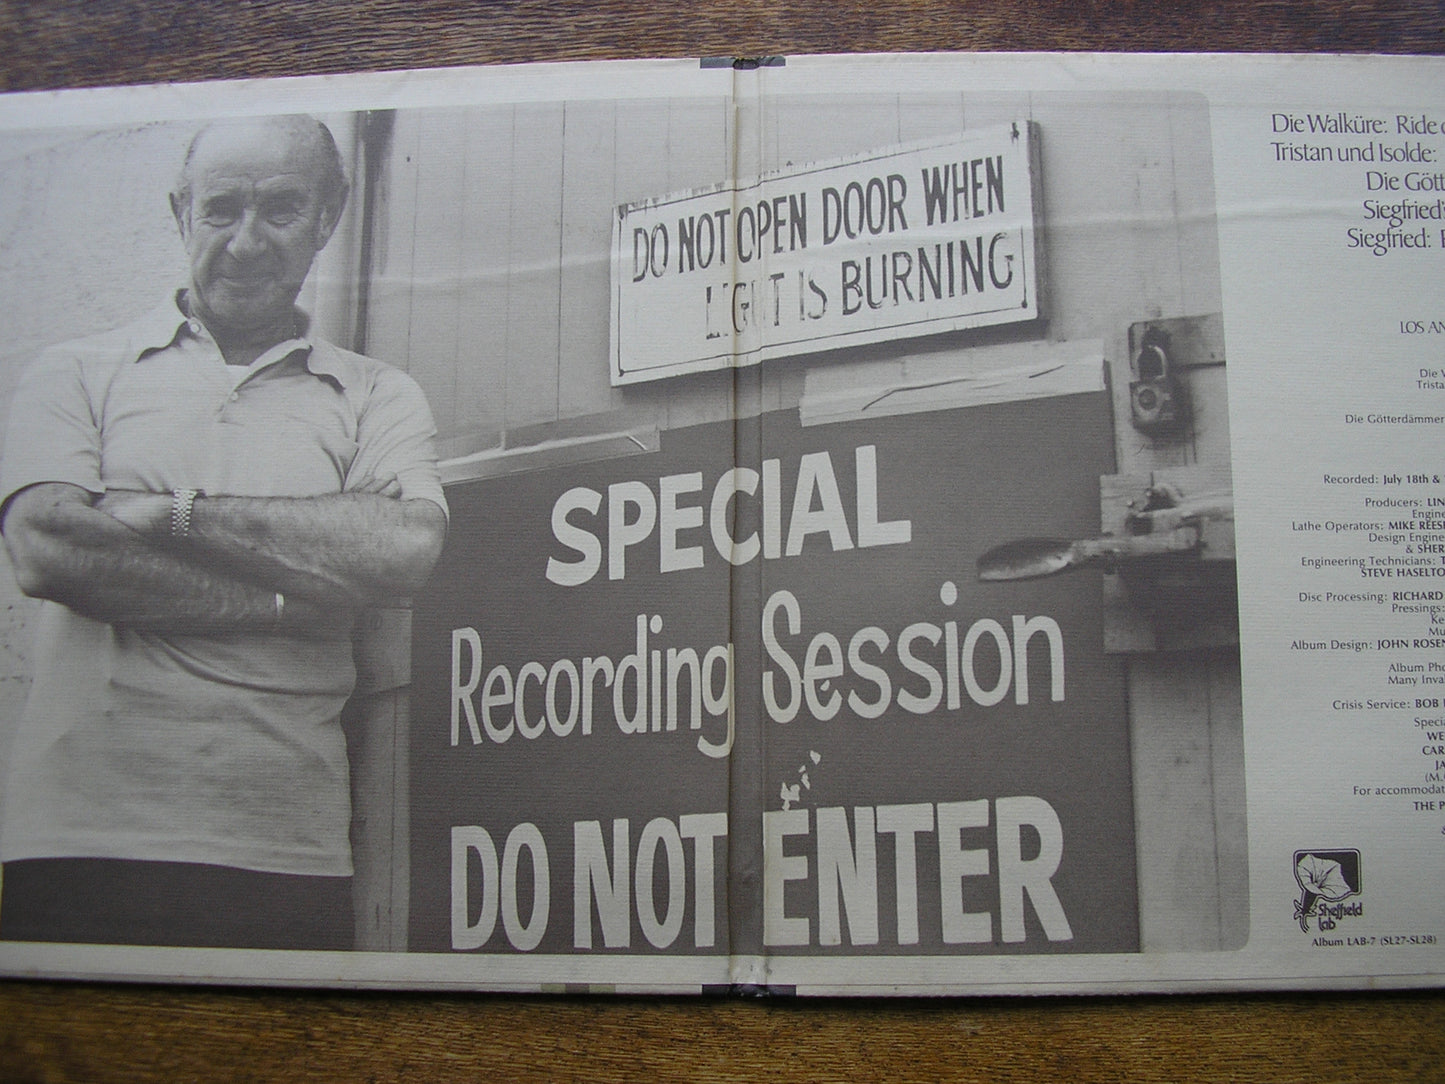 DO NOT OPEN DOOR WHEN
LIGHT IS BURNING
SPECIAL
Recording Session
DO NOT ENTER
Die Walküre: Ride
Tristan und Isolde:
Die Gött
Siegfried'
Siegfried:
LOS AN
Die
Trista
Die Götterdämmer
Recorded: July 18th &
Producers: LIN
Engine
Lathe Operators: MIKE REES
Design Engine
& SHER
Engineering Technicians:
STEVE HASELTO
Disc Processing: RICHARD
Pressings:
Ke
Mu
Album Design: JOHN ROSEN
Album Pho
Many Inva
Crisis Service: BOB
Specia
WE
CAR
JA
(M.
For accommodat
THE P
Sheffield
Lab
Album LAB-7 (SL27-SL28)